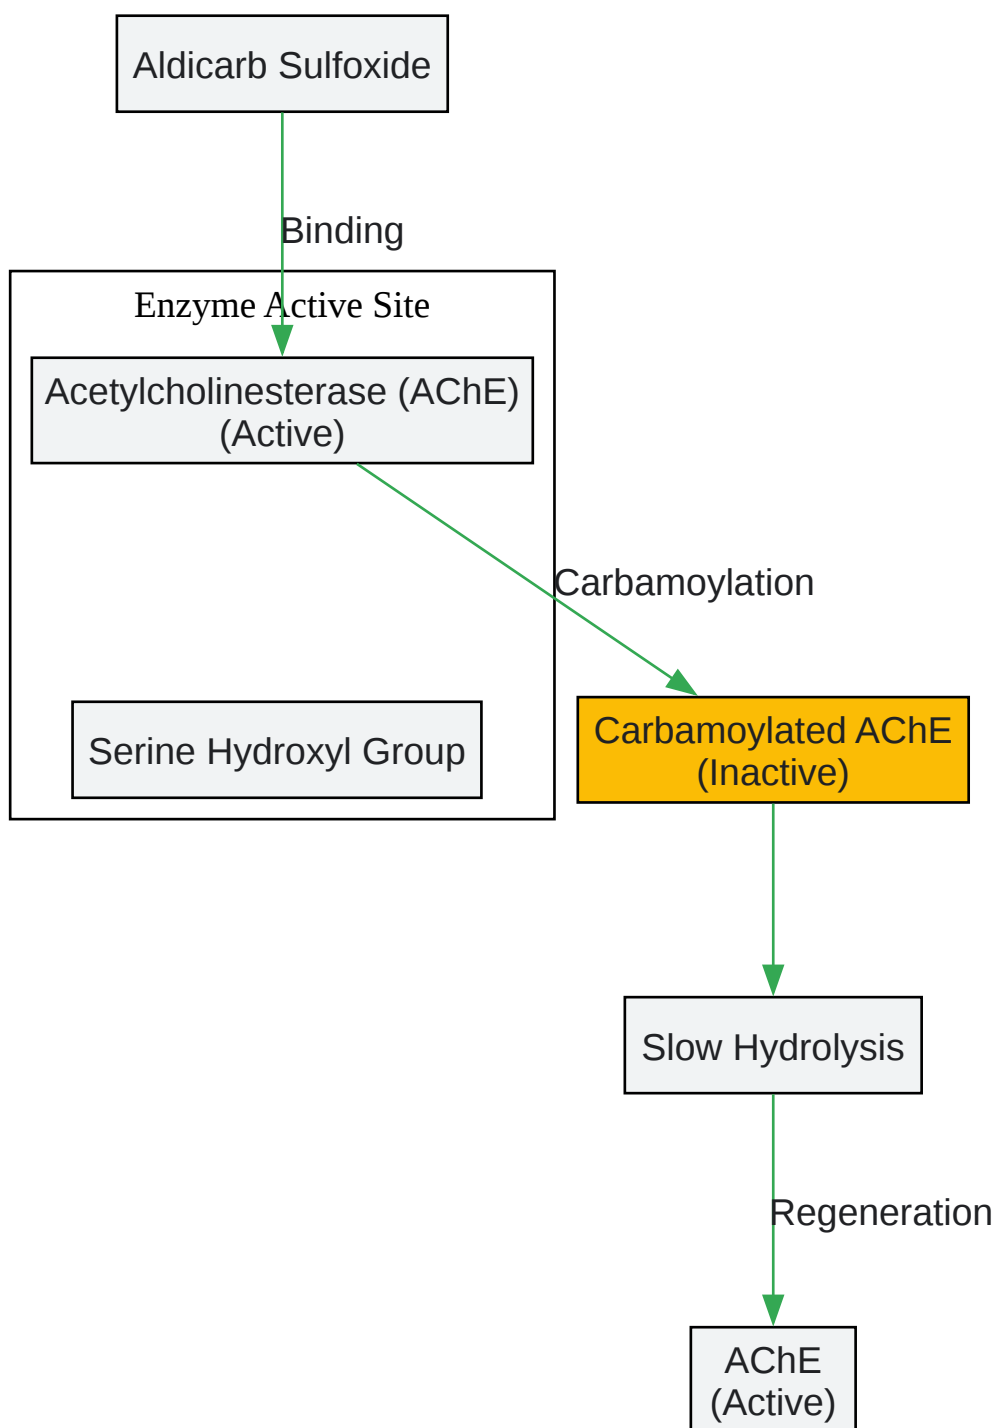 Aldicarb Sulfoxide
Binding
Enzyme Active Site
Acetylcholinesterase (AChE)
(Active)
Carbamoylation
Serine Hydroxyl Group
Carbamoylated AChE
(Inactive)
Slow Hydrolysis
Regeneration
AChE
(Active)